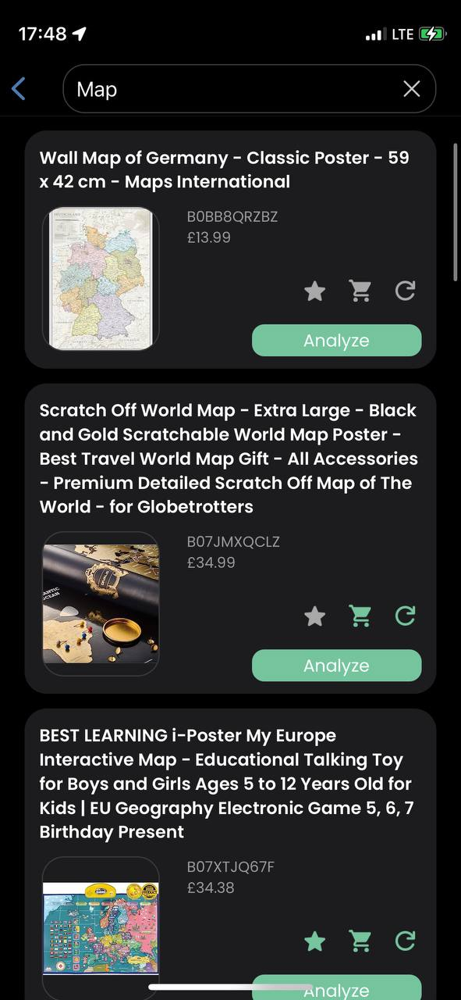 17:48
LTE
Map
Wall Map of Germany - Classic Poster - 59
x 42 cm - Maps International
DEUTSCHLAND
B0BB8QRZBZ
£13.99
Analyze
Scratch Off World Map - Extra Large - Black
and Gold Scratchable World Map Poster -
Best Travel World Map Gift - All Accessories
- Premium Detailed Scratch Off Map of The
World - for Globetrotters
B07JMXQCLZ
£34.99
ANTIC
OCEAN
Analyze
BEST LEARNING i-Poster My Europe
Interactive Map - Educational Talking Toy
for Boys and Girls Ages 5 to 12 Years Old for
Kids | EU Geography Electronic Game 5, 6, 7
Birthday Present
B07XTJQ67F
£34.38
Analyze